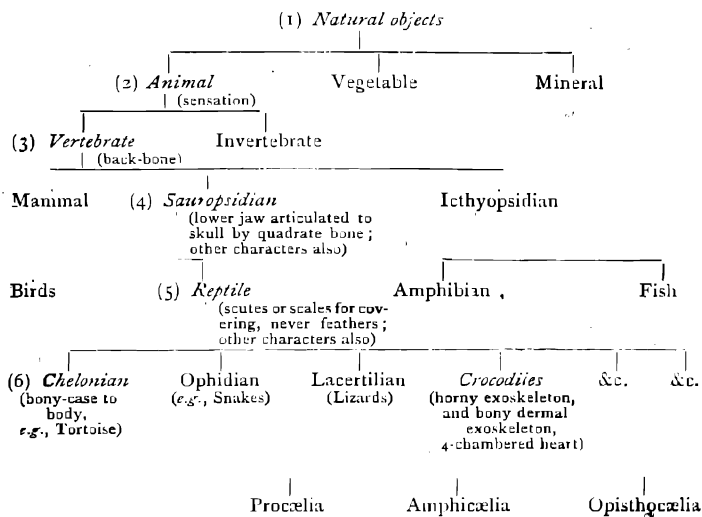 (1) Natural objects
(2) Animal Vegetable Mineral
(sensation)
(3) Vertebrate Invertebrate
(back-bone)
Mammal (4) Sauropsidian Icthyopsidian
(lower jaw articulated to
skull by quadrate bone ;
other characters also)
Birds (5) Reptile Amphibian Fish
(scutes or scales for cov-
ering, never feathers ;
other characters also)
(6) Chelonian Ophidian Lacertilian Crocodiles &c. &c.
(bony-case to (e.g., Snakes) (Lizards) (horny exoskeleton,
body, and bony dermal
e.g., Tortoise) exoskeleton,
4-chambered heart)
Procælia Amphicælia Opisthocælia